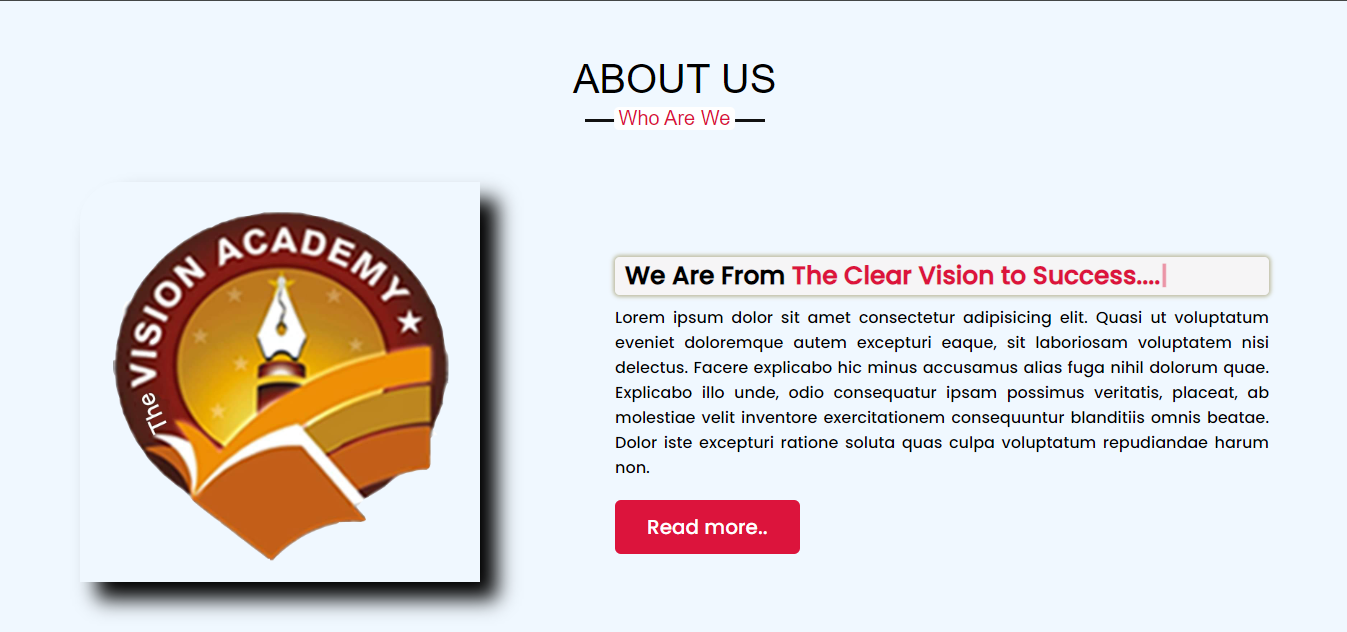 ABOUT US
Who Are We
The VISION ACADEMY
We Are From The Clear Vision to Success....
Lorem ipsum dolor sit amet consectetur adipisicing elit. Quasi ut voluptatum
eveniet doloremque autem excepturi eaque, sit laboriosam voluptatem nisi
delectus. Facere explicabo hic minus accusamus alias fuga nihil dolorum quae.
Explicabo illo unde, odio consequatur ipsam possimus veritatis, placeat, ab
molestiae velit inventore exercitationem consequuntur blanditiis omnis beatae.
Dolor iste excepturi ratione soluta quas culpa voluptatum repudiandae harum
non.
Read more..